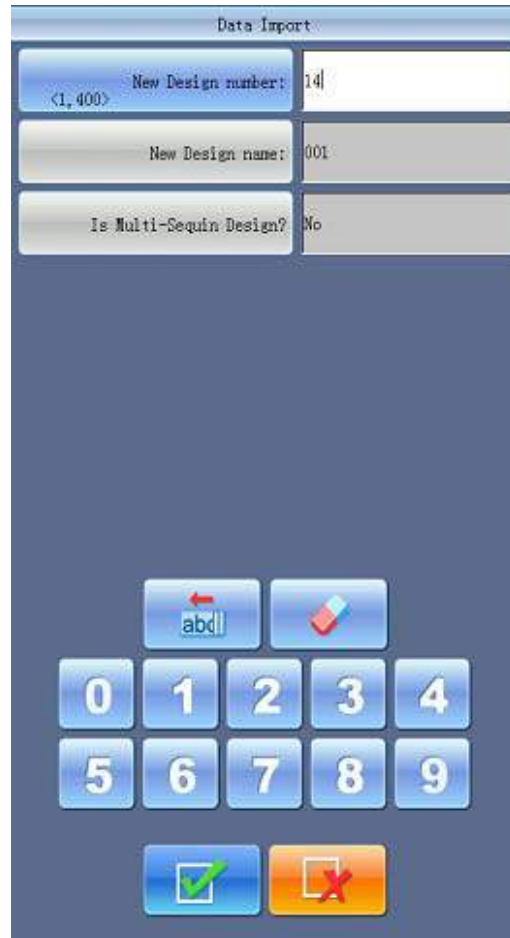 Data Import
New Design number: 14
<1,400>
New Design name: 001
Is Multi-Sequin Design? No
abcd
0 1 2 3 4
5 6 7 8 9